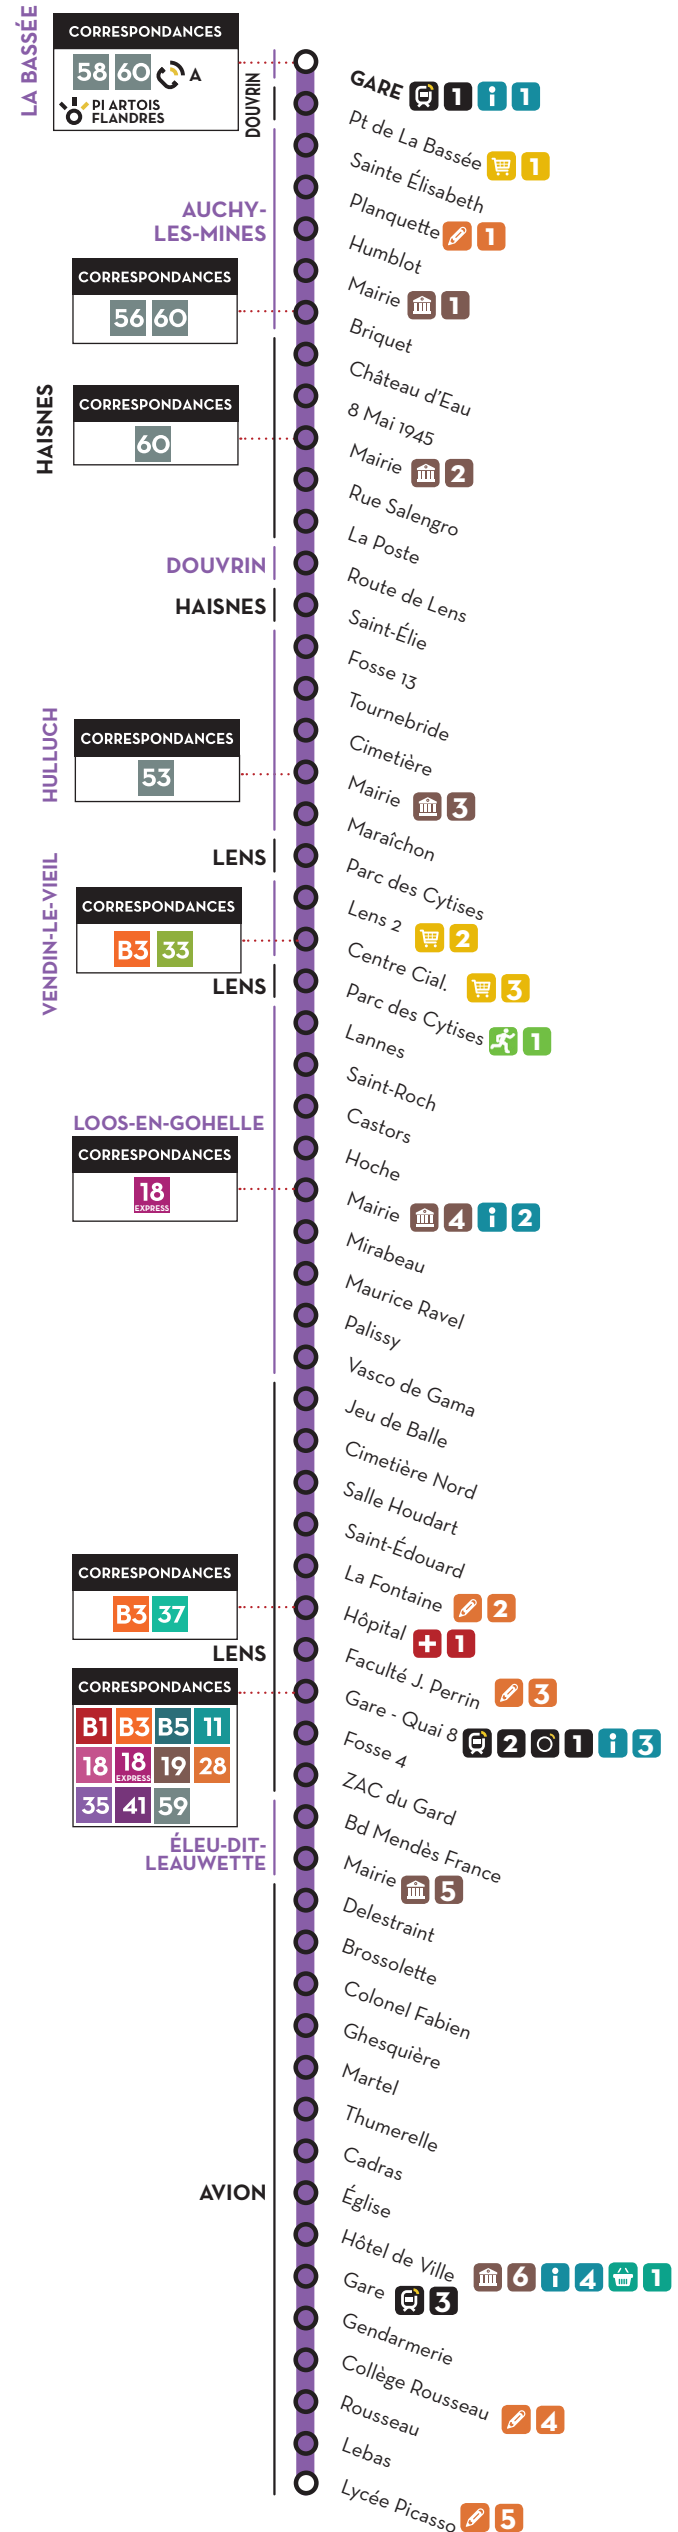 LA BASSÉE
CORRESPONDANCES
58 60 A
PI ARTOIS
FLANDRES
DOUVRIN
GARE 1 i 1
Pt de La Bassée 1
Sainte Élisabeth
Planquette 1
AUCHY-
LES-MINES
Humblot
Mairie 1
CORRESPONDANCES
56 60
Briquet
Château d'Eau
HAISNES
CORRESPONDANCES
60
8 Mai 1945
Mairie 2
Rue Salengro
La Poste
DOUVRIN
Route de Lens
HAISNES
Saint-Élie
Fosse 13
Tournebride
HULLUCH
CORRESPONDANCES
53
Cimetière
Mairie 3
Maraîchon
LENS
Parc des Cytises
VENDIN-LE-VIEIL
CORRESPONDANCES
B3 33
Lens 2 2
Centre Cial. 3
LENS
Parc des Cytises 1
Lannes
Saint-Roch
Castors
LOOS-EN-GOHELLE
CORRESPONDANCES
18
EXPRESS
Hoche
Mairie 4 i 2
Mirabeau
Maurice Ravel
Palissy
Vasco de Gama
Jeu de Balle
Cimetière Nord
Salle Houdart
Saint-Édouard
CORRESPONDANCES
B3 37
La Fontaine 2
Hôpital 1
LENS
Faculté J. Perrin 3
CORRESPONDANCES
B1 B3 B5 11
18 18 19 28
EXPRESS
35 41 59
Gare - Quai 8 2 1 i 3
Fosse 4
ZAC du Gard
Bd Mendès France
ÉLEU-DIT-
LEAUWETTE
Mairie 5
Delestraint
Brossolette
Colonel Fabien
Ghesquière
Martel
Thumerelle
Cadras
AVION
Église
Hôtel de Ville 6 i 4 1
Gare 3
Gendarmerie
Collège Rousseau 4
Rousseau
Lebas
Lycée Picasso 5